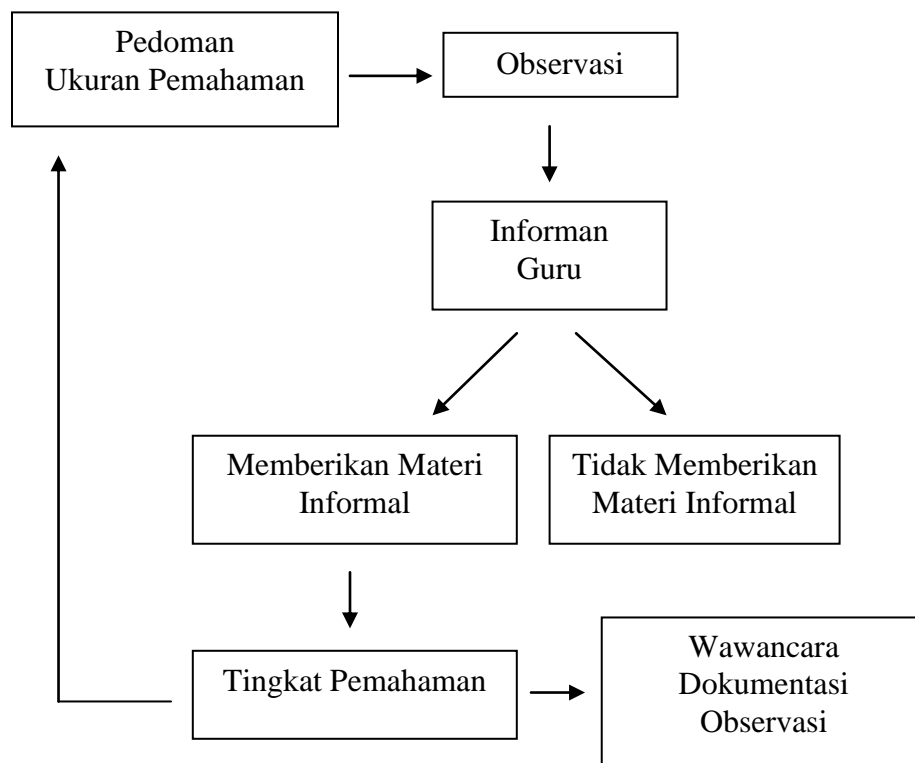 Pedoman
Ukuran Pemahaman
Observasi
Informan
Guru
Memberikan Materi
Informal
Tidak Memberikan
Materi Informal
Tingkat Pemahaman
Wawancara
Dokumentasi
Observasi